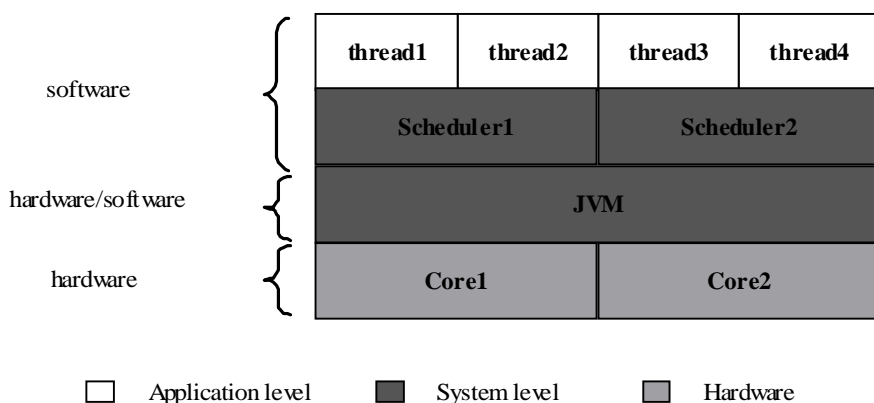 thread1 thread2 thread3 thread4
software
Scheduler1 Scheduler2
hardware/software
JVM
hardware
Core1 Core2
Application level System level Hardware